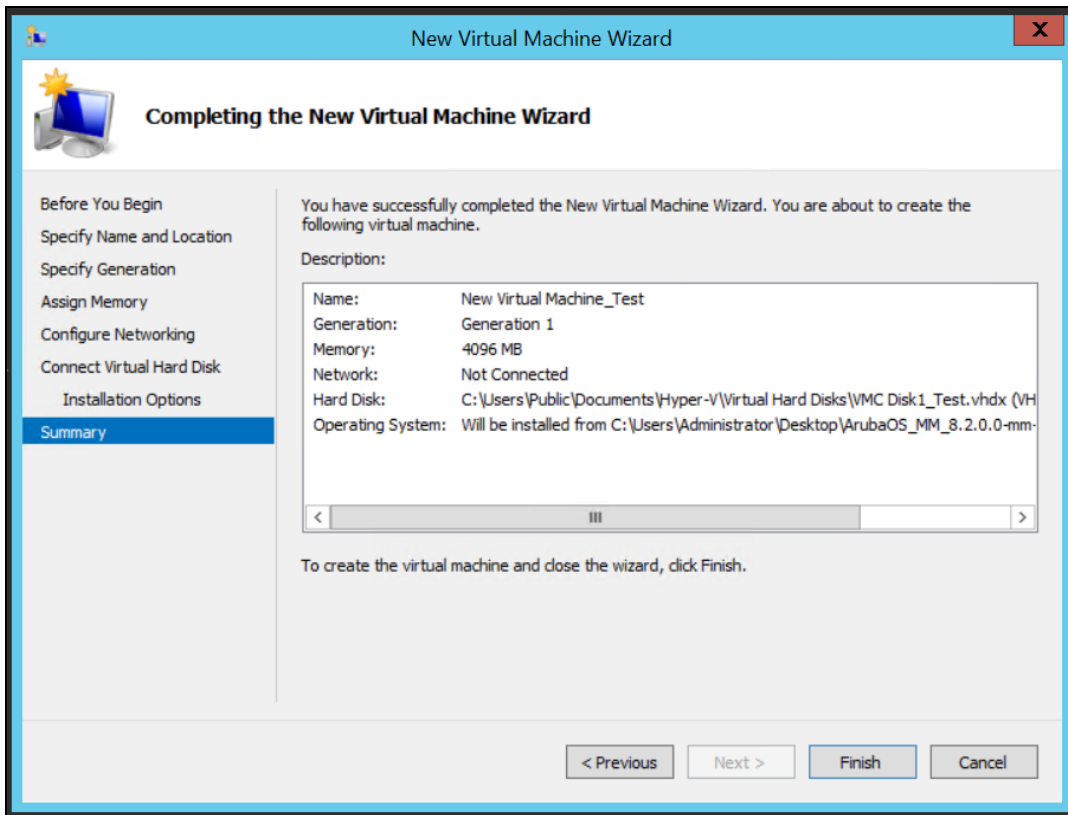 New Virtual Machine Wizard
X
Completing the New Virtual Machine Wizard
Before You Begin
Specify Name and Location
Specify Generation
Assign Memory
Configure Networking
Connect Virtual Hard Disk
Installation Options
Summary
You have successfully completed the New Virtual Machine Wizard. You are about to create the
following virtual machine.
Description:
Name: New Virtual Machine_Test
Generation: Generation 1
Memory: 4096 MB
Network: Not Connected
Hard Disk: C:\Users\Public\Documents\Hyper-V\Virtual Hard Disks\VMC Disk1_Test.vhdx (VH
Operating System: Will be installed from C:\Users\Administrator\Desktop\ArubaOS_MM_8.2.0.0-mm-
To create the virtual machine and close the wizard, click Finish.
< Previous Next > Finish Cancel